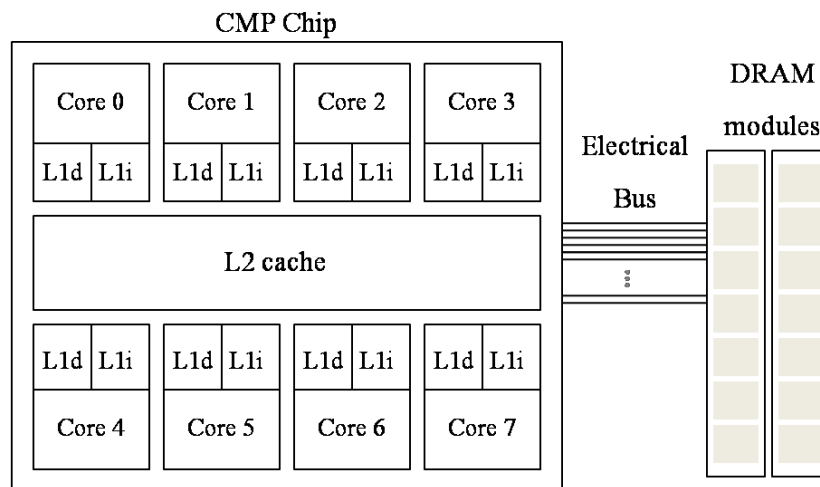 CMP Chip
Core 0 Core 1 Core 2 Core 3
L1d L1i L1d L1i L1d L1i L1d L1i
L2 cache
L1d L1i L1d L1i L1d L1i L1d L1i
Core 4 Core 5 Core 6 Core 7
Electrical
Bus
DRAM
modules